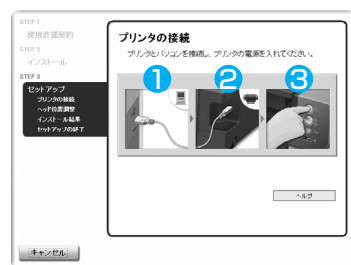 STEP 1
使用許諾契約
STEP 2
インストール
STEP 3
セットアップ
プリンタの接続
ヘッド位置調整
インストール結果
セットアップの終了
プリンタの接続
プリンタとパソコンを接続し、プリンタの電源を入れてください。
1 2 3
ヘルプ
キャンセル